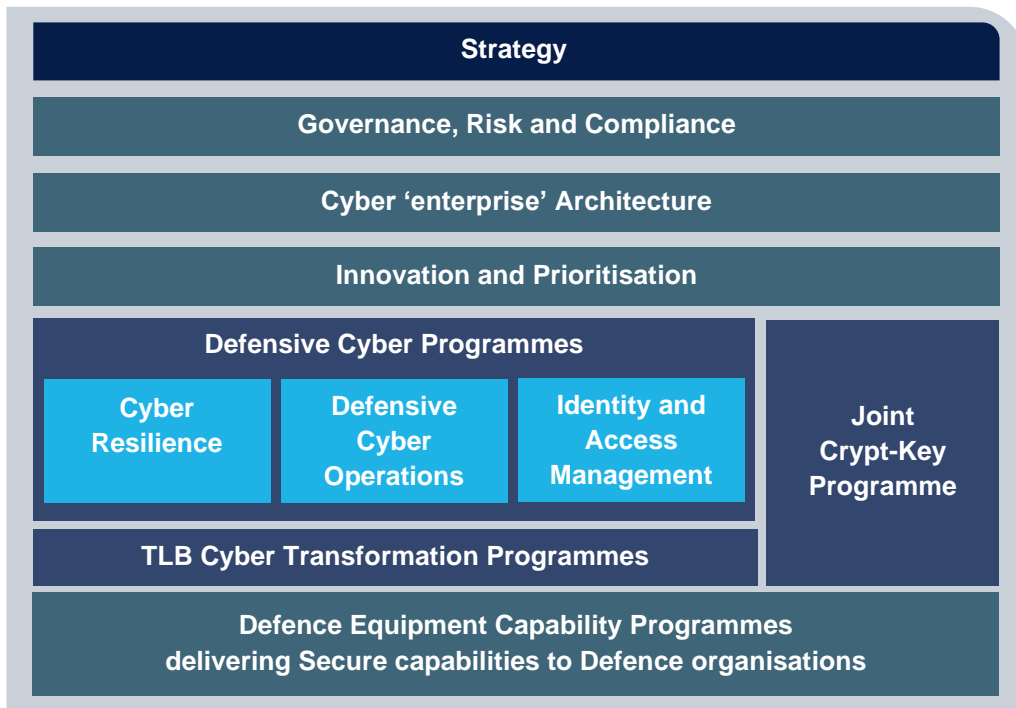 Strategy
Governance, Risk and Compliance
Cyber ‘enterprise’ Architecture
Innovation and Prioritisation
Defensive Cyber Programmes
Cyber
Resilience
Defensive
Cyber
Operations
Identity and
Access
Management
Joint
Crypt-Key
Programme
TLB Cyber Transformation Programmes
Defence Equipment Capability Programmes
delivering Secure capabilities to Defence organisations